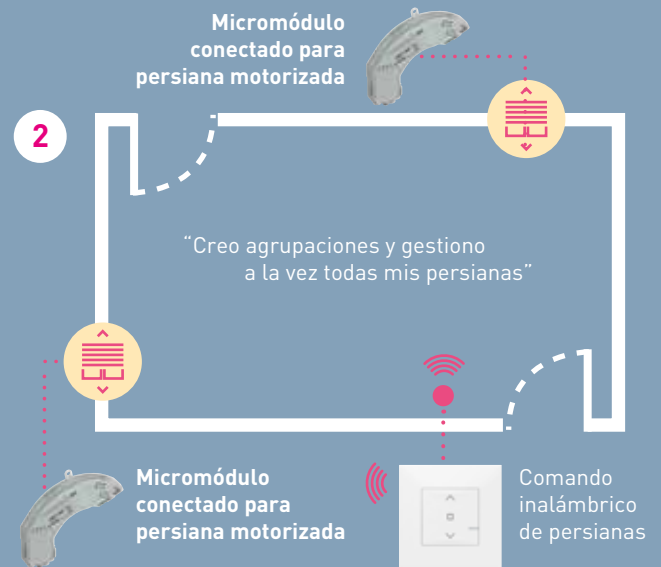 Micromódulo
conectado para
persiana motorizada
2
“Creo agrupaciones y gestiono
a la vez todas mis persianas”
Micromódulo
conectado para
persiana motorizada
Comando
inalámbrico
de persianas